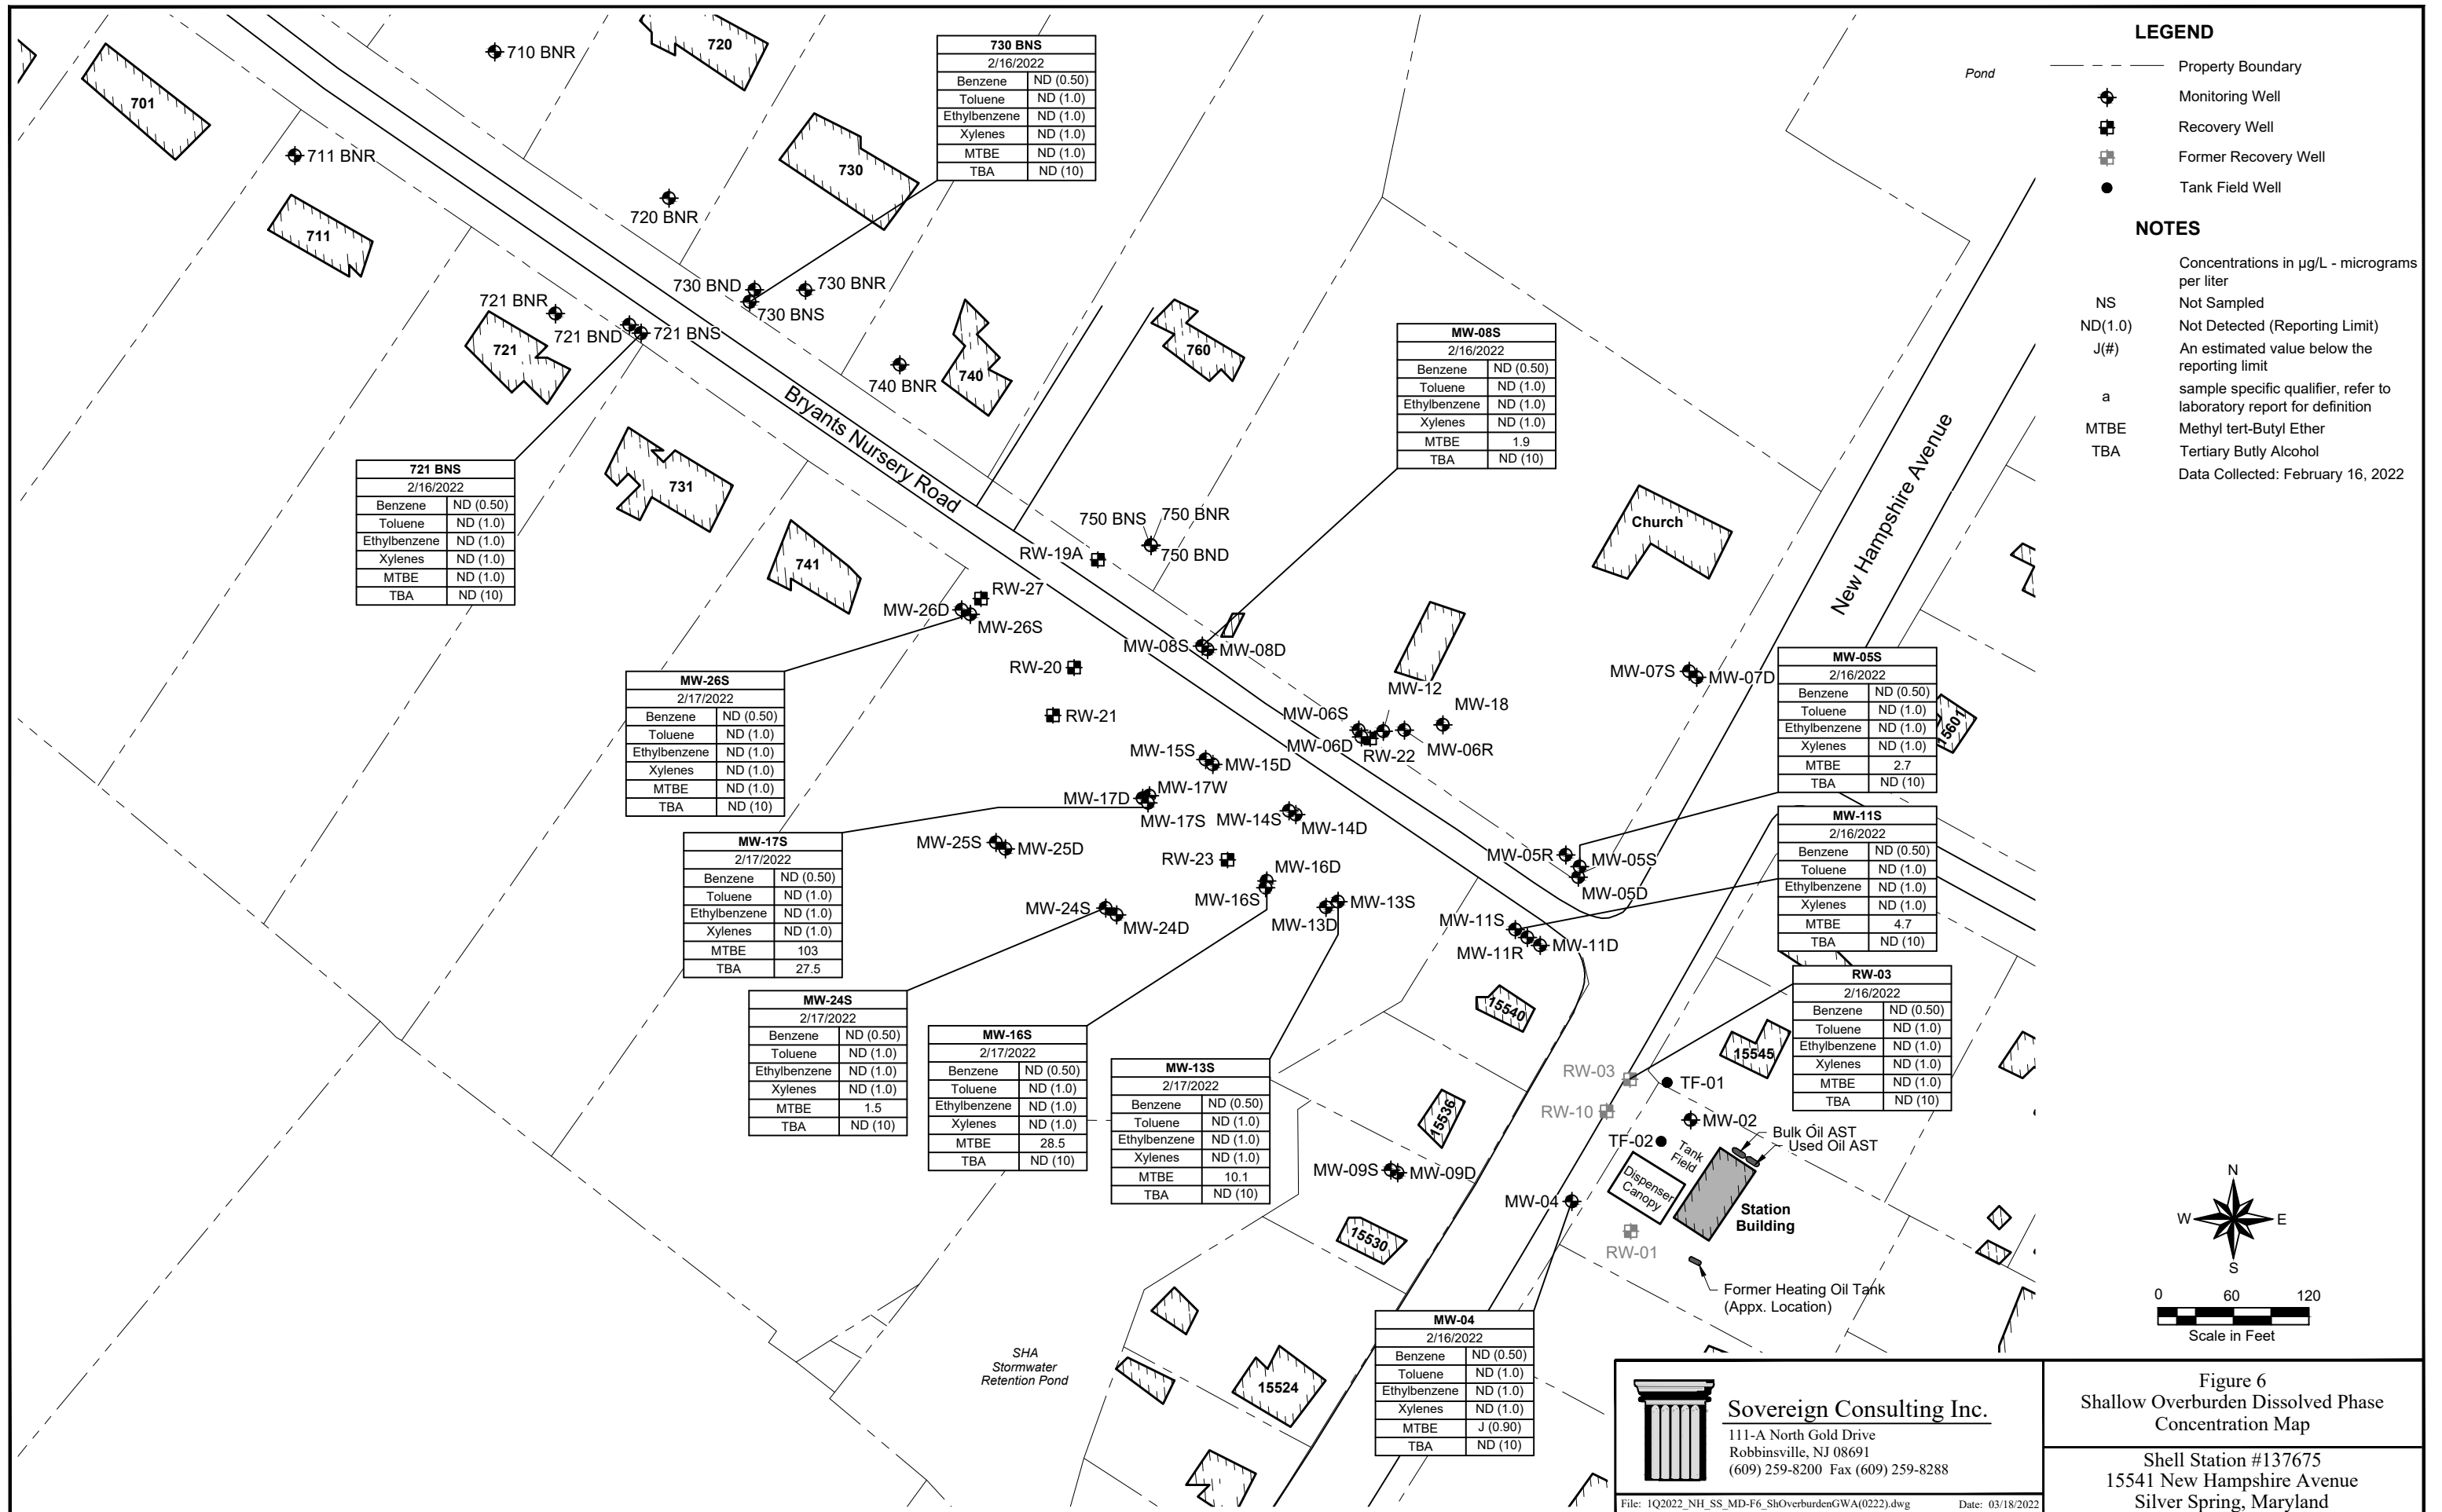 720
710 BNR
701
711 BNR
711
730
720 BNR
730 BND
730 BNR
730 BNS
721 BNR
721 BND
721 BNS
721
740 BNR
740
760
Bryants Nursery Road
731
741
Pond
Church
New Hampshire Avenue
730 BNS
2/16/2022
Benzene ND (0.50)
Toluene ND (1.0)
Ethylbenzene ND (1.0)
Xylenes ND (1.0)
MTBE ND (1.0)
TBA ND (10)
MW-08S
2/16/2022
Benzene ND (0.50)
Toluene ND (1.0)
Ethylbenzene ND (1.0)
Xylenes ND (1.0)
MTBE 1.9
TBA ND (10)
721 BNS
2/16/2022
Benzene ND (0.50)
Toluene ND (1.0)
Ethylbenzene ND (1.0)
Xylenes ND (1.0)
MTBE ND (1.0)
TBA ND (10)
750 BNS
750 BNR
750 BND
RW-19A
RW-27
MW-26D
MW-26S
MW-08S
MW-08D
RW-20
RW-21
MW-12
MW-18
MW-06S
MW-06D
RW-22
MW-06R
MW-07S
MW-07D
MW-15S
MW-15D
MW-17D
MW-17W
MW-17S
MW-14S
MW-14D
MW-25S
MW-25D
RW-23
MW-16D
MW-16S
MW-24S
MW-24D
MW-13S
MW-13D
MW-05R
MW-05S
MW-05D
MW-11S
MW-11R
MW-11D
15601
MW-26S
2/17/2022
Benzene ND (0.50)
Toluene ND (1.0)
Ethylbenzene ND (1.0)
Xylenes ND (1.0)
MTBE ND (1.0)
TBA ND (10)
MW-05S
2/16/2022
Benzene ND (0.50)
Toluene ND (1.0)
Ethylbenzene ND (1.0)
Xylenes ND (1.0)
MTBE 2.7
TBA ND (10)
MW-17S
2/17/2022
Benzene ND (0.50)
Toluene ND (1.0)
Ethylbenzene ND (1.0)
Xylenes ND (1.0)
MTBE 103
TBA 27.5
MW-11S
2/16/2022
Benzene ND (0.50)
Toluene ND (1.0)
Ethylbenzene ND (1.0)
Xylenes ND (1.0)
MTBE 4.7
TBA ND (10)
MW-24S
2/17/2022
Benzene ND (0.50)
Toluene ND (1.0)
Ethylbenzene ND (1.0)
Xylenes ND (1.0)
MTBE 1.5
TBA ND (10)
MW-16S
2/17/2022
Benzene ND (0.50)
Toluene ND (1.0)
Ethylbenzene ND (1.0)
Xylenes ND (1.0)
MTBE 28.5
TBA ND (10)
MW-13S
2/17/2022
Benzene ND (0.50)
Toluene ND (1.0)
Ethylbenzene ND (1.0)
Xylenes ND (1.0)
MTBE 10.1
TBA ND (10)
RW-03
2/16/2022
Benzene ND (0.50)
Toluene ND (1.0)
Ethylbenzene ND (1.0)
Xylenes ND (1.0)
MTBE ND (1.0)
TBA ND (10)
15540
15545
15536
RW-03
TF-01
RW-10
MW-02
TF-02
Tank
Field
Bulk Oil AST
Used Oil AST
Dispenser
Canopy
Station
Building
MW-09S
MW-09D
MW-04
RW-01
15530
Former Heating Oil Tank
(Appx. Location)
MW-04
2/16/2022
Benzene ND (0.50)
Toluene ND (1.0)
Ethylbenzene ND (1.0)
Xylenes ND (1.0)
MTBE J (0.90)
TBA ND (10)
SHA
Stormwater
Retention Pond
15524
LEGEND
Property Boundary
Monitoring Well
Recovery Well
Former Recovery Well
Tank Field Well
NOTES
Concentrations in µg/L - micrograms
per liter
NS Not Sampled
ND(1.0) Not Detected (Reporting Limit)
J(#) An estimated value below the
reporting limit
a sample specific qualifier, refer to
laboratory report for definition
MTBE Methyl tert-Butyl Ether
TBA Tertiary Butly Alcohol
Data Collected: February 16, 2022
N
W E
S
0 60 120
Scale in Feet
Sovereign Consulting Inc.
111-A North Gold Drive
Robbinsville, NJ 08691
(609) 259-8200 Fax (609) 259-8288
File: 1Q2022_NH_SS_MD-F6_ShOverburdenGWA(0222).dwg Date: 03/18/2022
Figure 6
Shallow Overburden Dissolved Phase
Concentration Map
Shell Station #137675
15541 New Hampshire Avenue
Silver Spring, Maryland